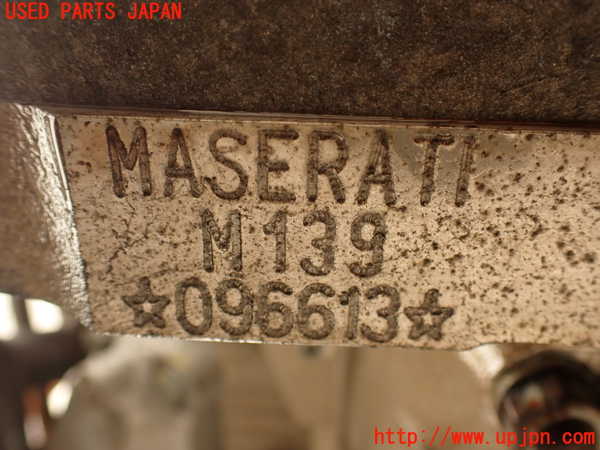 USED PARTS JAPAN
MASERATI
M139
☆096613☆
http://www.upjpn.com